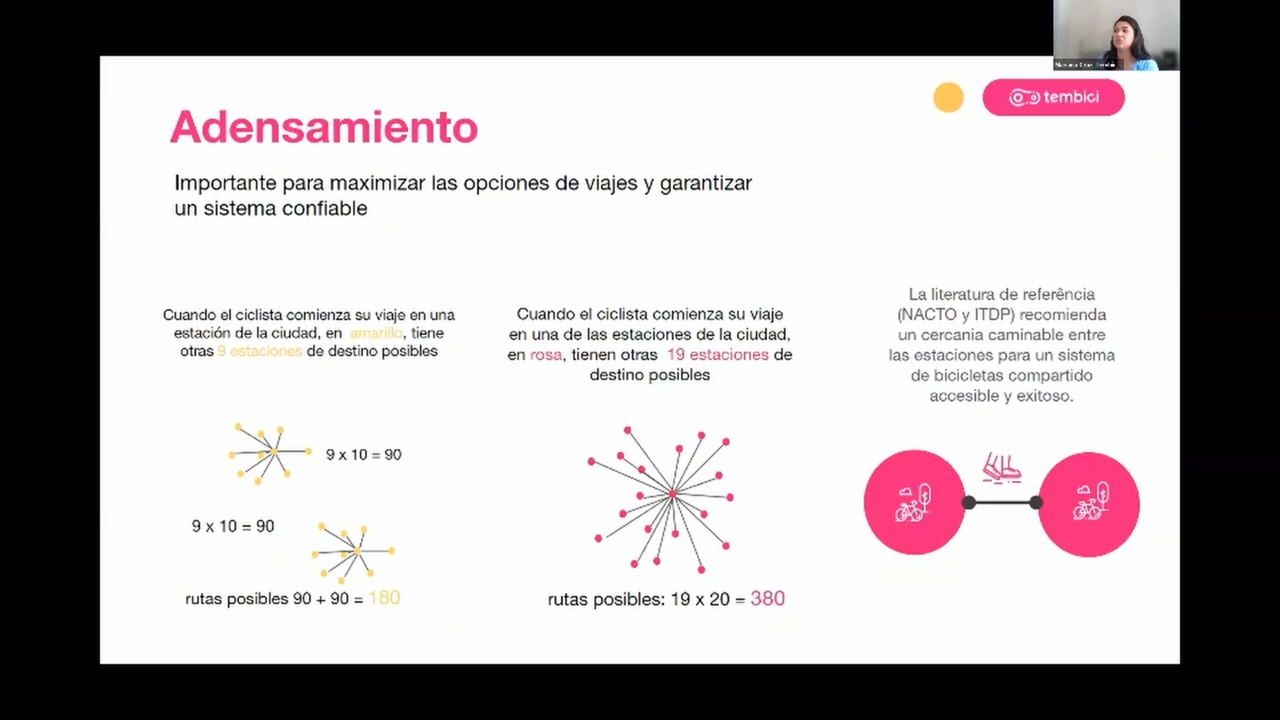 tembici
Adensamiento
Importante para maximizar las opciones de viajes y garantizar
un sistema confiable
Cuando el ciclista comienza su viaje en una
estación de la ciudad, en amarillo, tiene
otras 9 estaciones de destino posibles
9 x 10 = 90
9 x 10 = 90
rutas posibles 90 + 90 = 180
Cuando el ciclista comienza su viaje
en una de las estaciones de la ciudad,
en rosa, tienen otras 19 estaciones de
destino posibles
rutas posibles: 19 x 20 = 380
La literatura de referência
(NACTO y ITDP) recomienda
un cercania caminable entre
las estaciones para un sistema
de bicicletas compartido
accesible y exitoso.